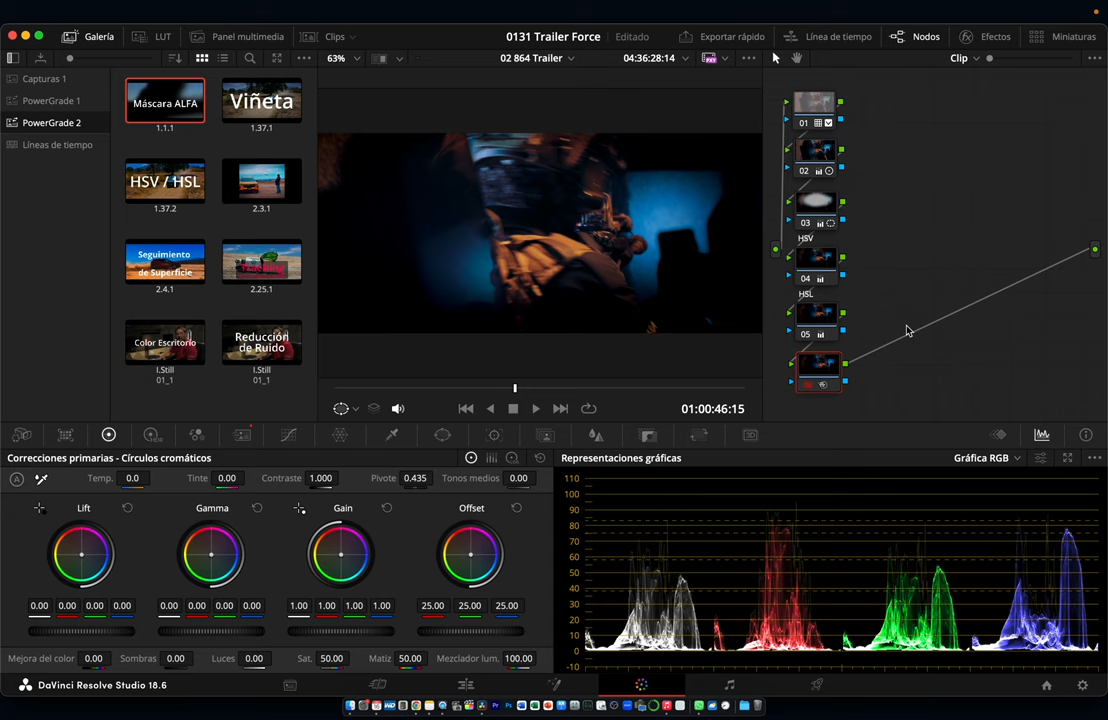 Galería
LUT
Panel multimedia
Clips
0131 Trailer Force
Editado
Exportar rápido
Línea de tiempo
Nodos
Efectos
Miniaturas
63%
02 864 Trailer
04:36:28:14
Clip
Capturas 1
PowerGrade 1
PowerGrade 2
Líneas de tiempo
Máscara ALFA
1.1.1
Viñeta
1.37.1
HSV / HSL
1.37.2
2.3.1
Seguimiento
de Superficie
2.4.1
Tracking
2.25.1
Color Escritorio
I.Still
01_1
Reducción
de Ruido
I.Still
01_1
01
02
03
HSV
04
HSL
05
01:00:46:15
Correcciones primarias - Círculos cromáticos
Temp. 0.0
Tinte 0.00
Contraste 1.000
Pivote 0.435
Tonos medios 0.00
Lift
Gamma
Gain
Offset
0.00 0.00 0.00 0.00
0.00 0.00 0.00 0.00
1.00 1.00 1.00 1.00
25.00 25.00 25.00
Mejora del color 0.00
Sombras 0.00
Luces 0.00
Sat. 50.00
Matiz 50.00
Mezclador lum. 100.00
Representaciones gráficas
Gráfica RGB
110
100
90
80
70
60
50
40
30
20
10
0
-10
DaVinci Resolve Studio 18.6